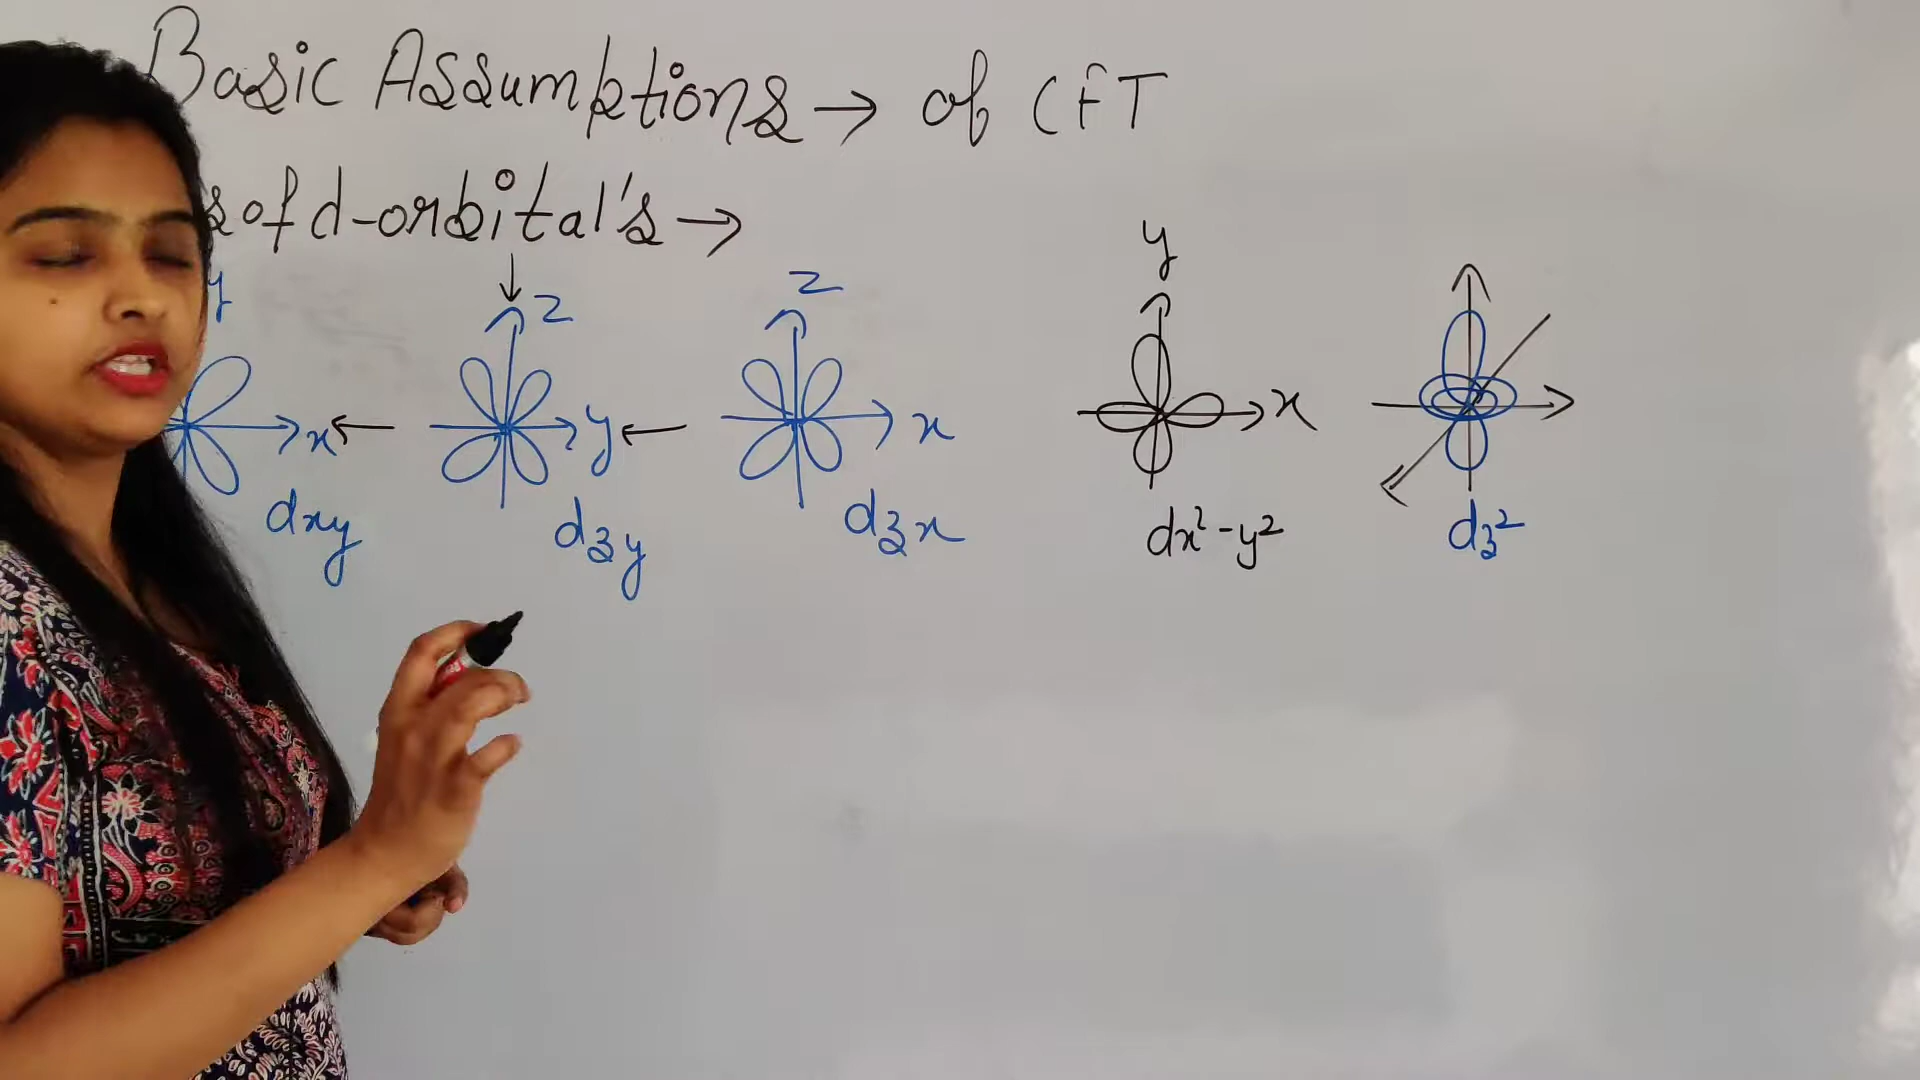 Basic Assumptions → of CFT
s of d-orbital's →
y z z y
x ← y ← x x
dxy dzy dzx dx²-y² dz²